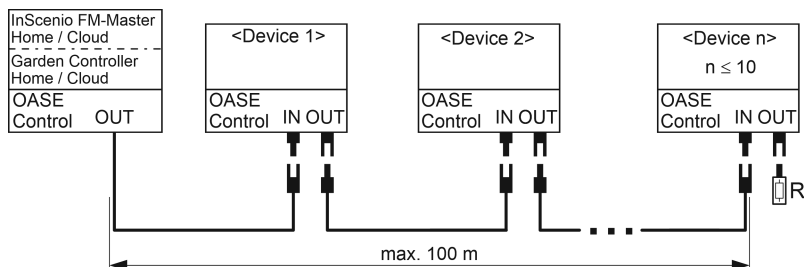 InScenio FM-Master
Home / Cloud
Garden Controller
Home / Cloud
OASE
Control OUT
<Device 1>
OASE
Control IN OUT
<Device 2>
OASE
Control IN OUT
<Device n>
n ≤ 10
OASE
Control IN OUT
R
max. 100 m